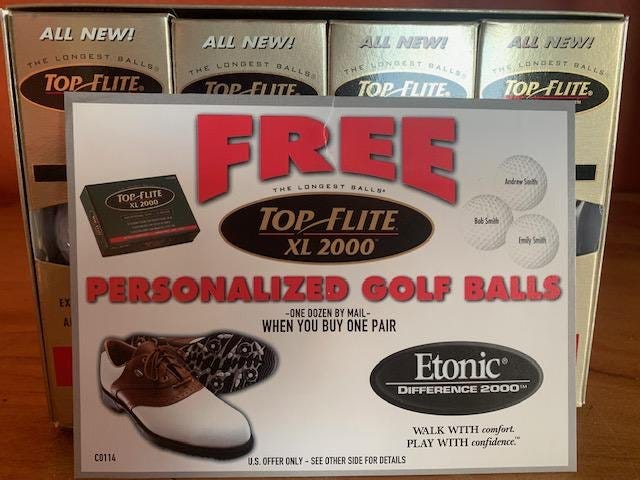 ALL NEW! ALL NEW! ALL NEW! ALL NEW!
THE LONGEST BALLS® THE LONGEST BALLS® THE LONGEST BALLS® THE LONGEST BALLS®
TOP-FLITE® TOP-FLITE® TOP-FLITE® TOP-FLITE®
FREE
THE LONGEST BALLS®
TOP-FLITE
XL 2000
TOP-FLITE
XL 2000™
Andrew Smith
Bob Smith
Emily Smith
PERSONALIZED GOLF BALLS
-ONE DOZEN BY MAIL-
WHEN YOU BUY ONE PAIR
Etonic®
DIFFERENCE 2000™
WALK WITH comfort.
PLAY WITH confidence.™
C0114
U.S. OFFER ONLY - SEE OTHER SIDE FOR DETAILS